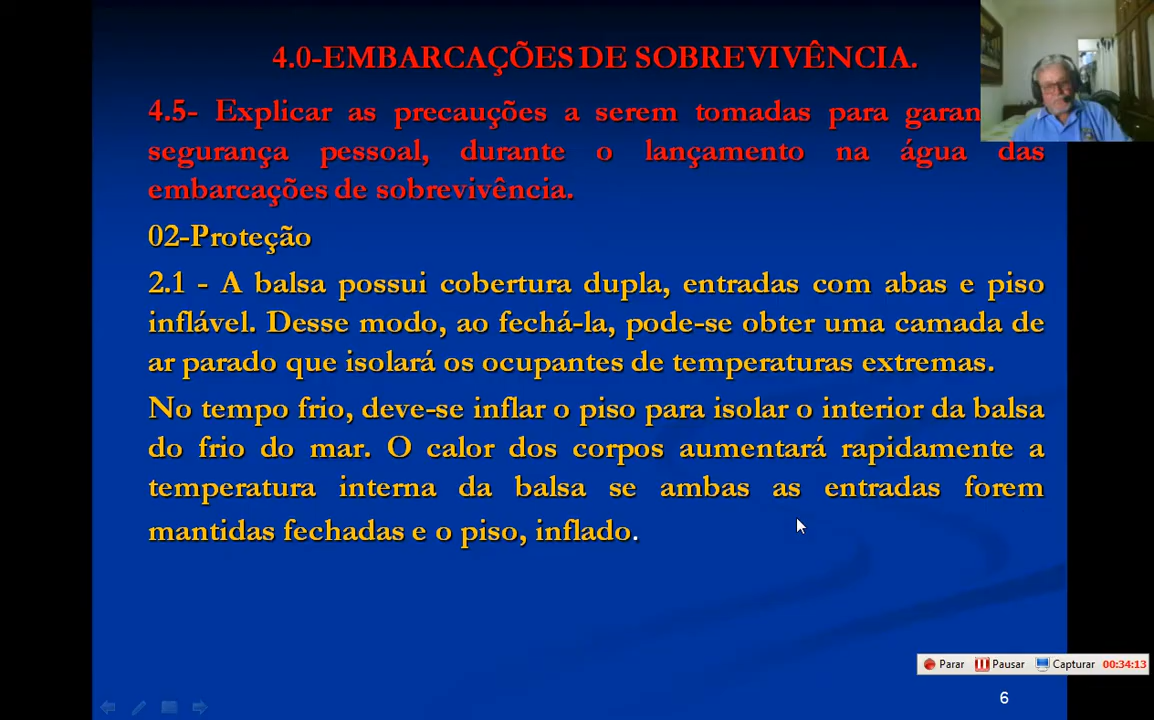 4.0-EMBARCAÇÕES DE SOBREVIVÊNCIA.
4.5- Explicar as precauções a serem tomadas para
segurança pessoal, durante o lançamento na água das
embarcações de sobrevivência.
02-Proteção
2.1 - A balsa possui cobertura dupla, entradas com abas e piso
inflável. Desse modo, ao fechá-la, pode-se obter uma camada de
ar parado que isolará os ocupantes de temperaturas extremas.
No tempo frio, deve-se inflar o piso para isolar o interior da balsa
do frio do mar. O calor dos corpos aumentará rapidamente a
temperatura interna da balsa se ambas as entradas forem
mantidas fechadas e o piso, inflado.
Parar Pausar Capturar 00:34:13
6